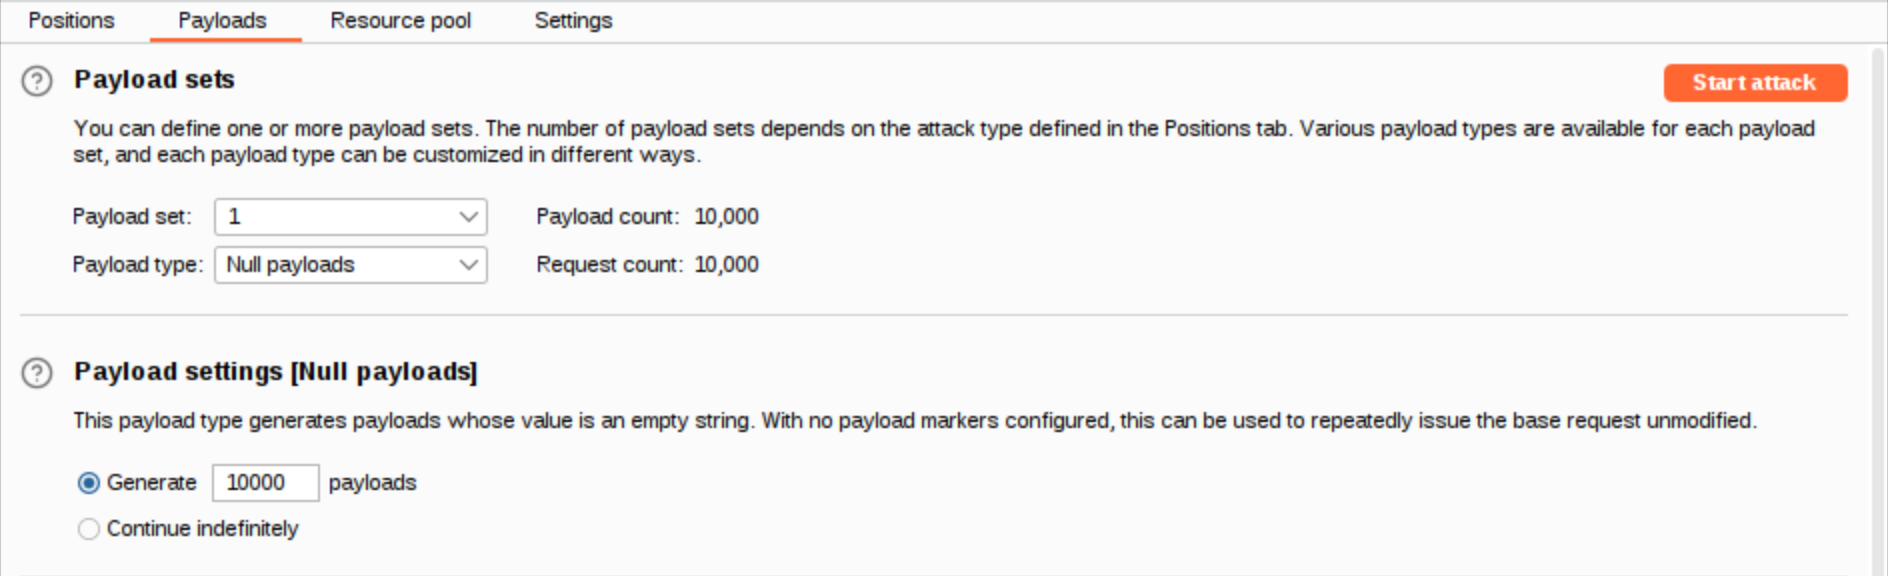 Positions Payloads Resource pool Settings
Payload sets
Start attack
You can define one or more payload sets. The number of payload sets depends on the attack type defined in the Positions tab. Various payload types are available for each payload
set, and each payload type can be customized in different ways.
Payload set: 1 Payload count: 10,000
Payload type: Null payloads Request count: 10,000
Payload settings [Null payloads]
This payload type generates payloads whose value is an empty string. With no payload markers configured, this can be used to repeatedly issue the base request unmodified.
Generate 10000 payloads
Continue indefinitely